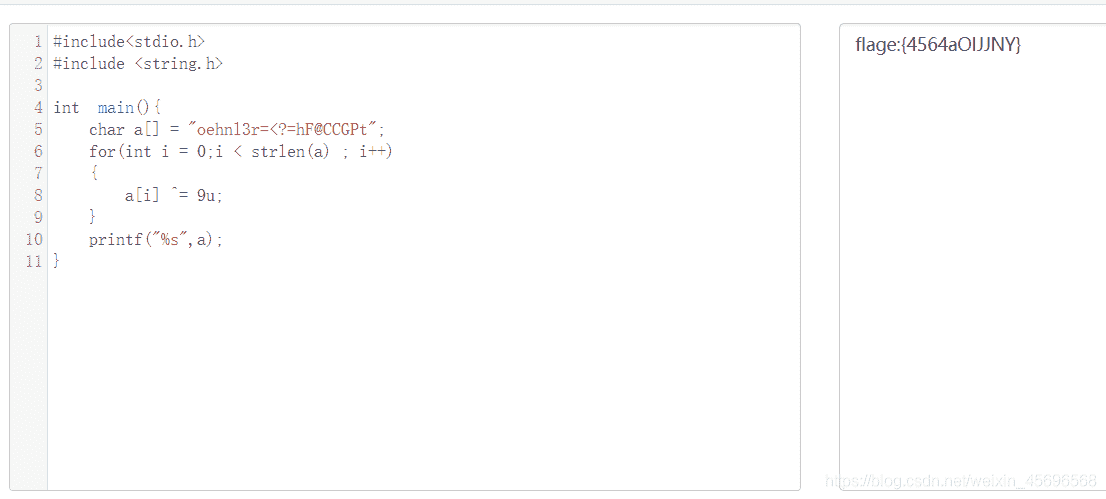 1 #include<stdio.h>
2 #include <string.h>
3
4 int  main(){
5     char a[] = "oehnl3r=<?=hF@CCGPt";
6     for(int i = 0;i < strlen(a) ; i++)
7     {
8         a[i] ^= 9u;
9     }
10     printf("%s",a);
11 }
flage:{4564aOIJJNY}
https://blog.csdn.net/weixin_45696568